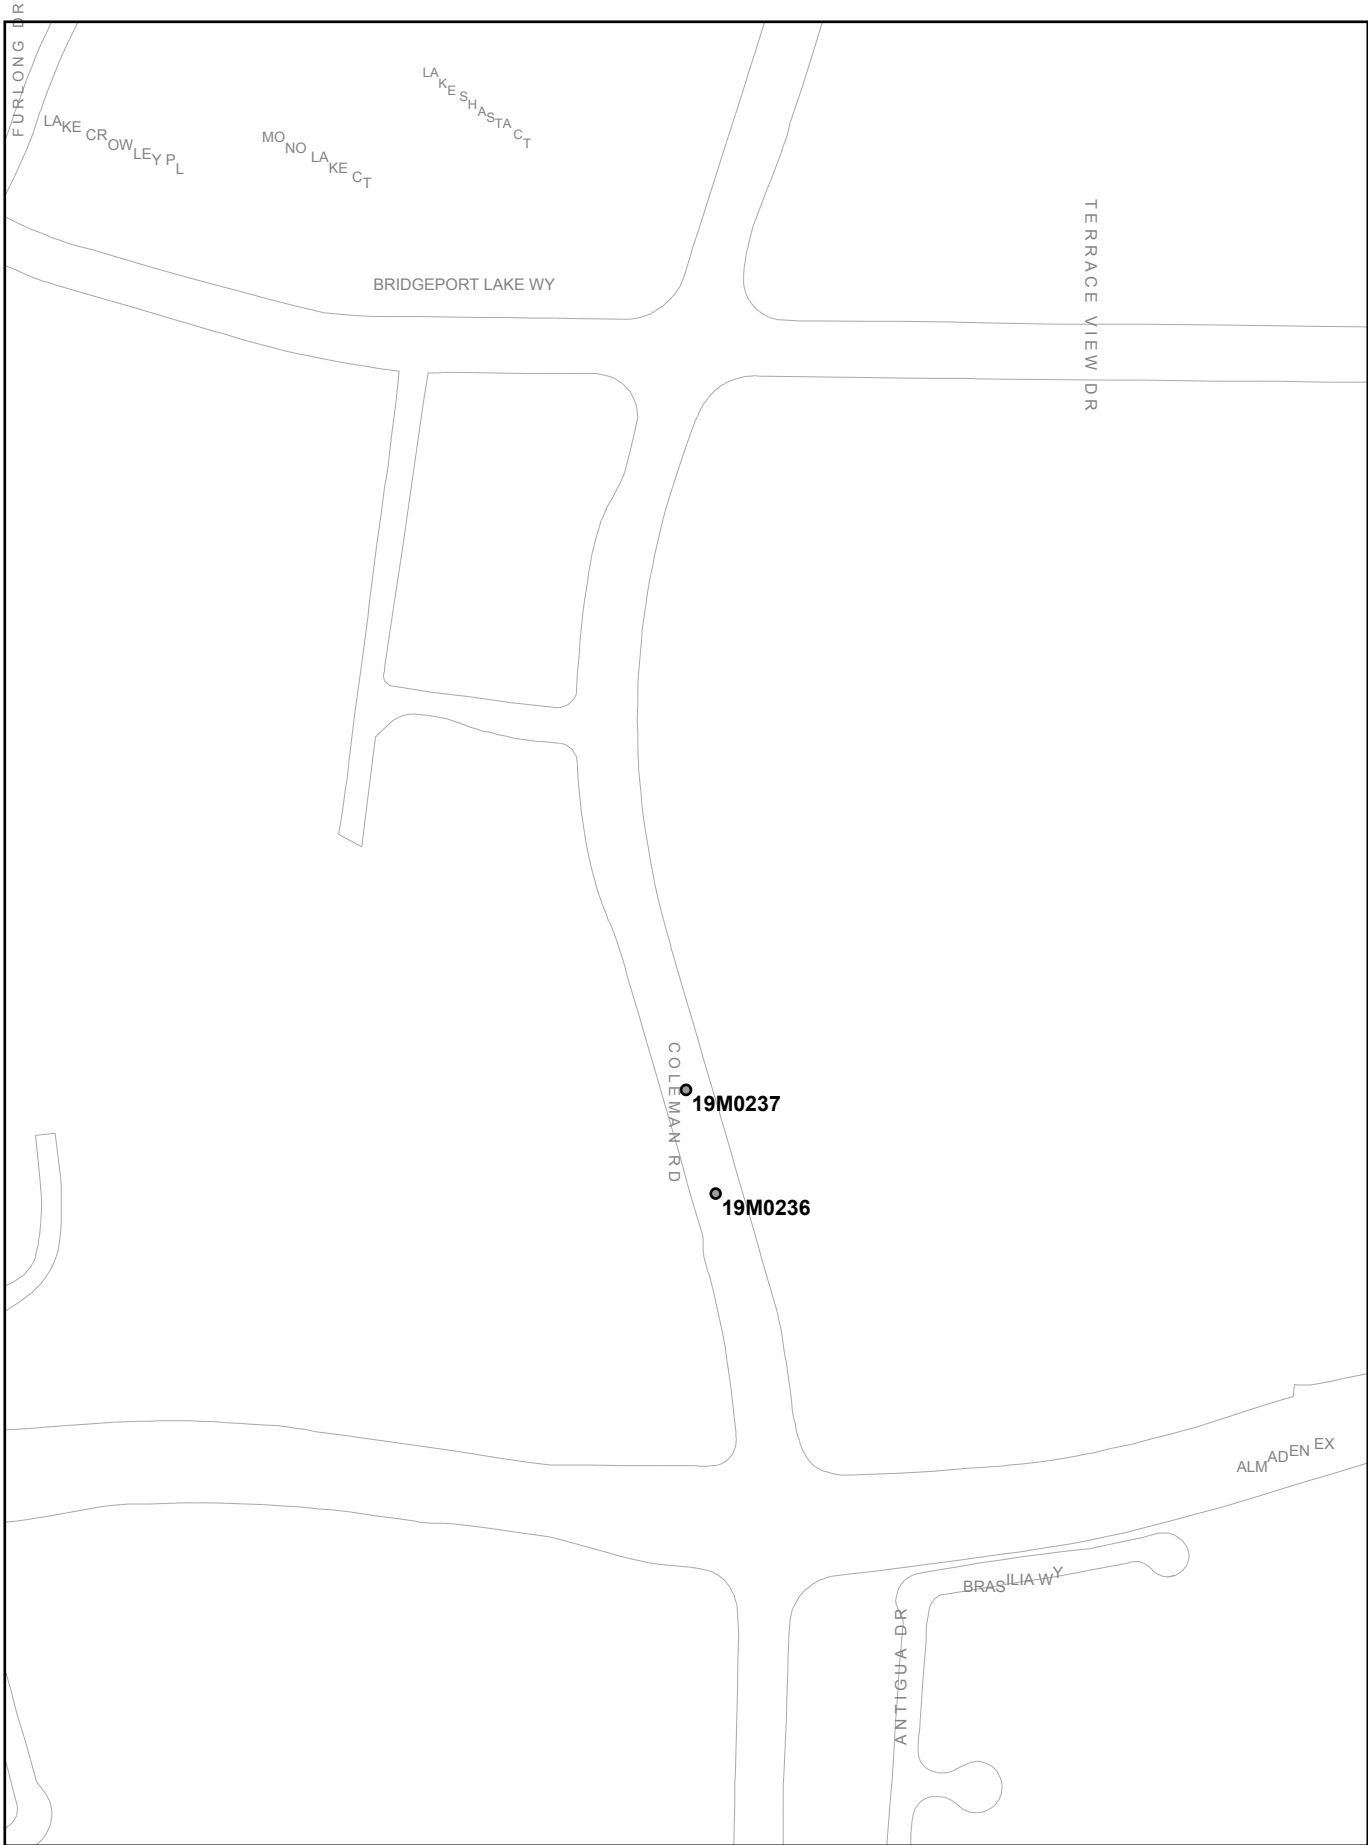 FURLONG DR
LAKE SHASTA CT
LAKE CROWLEY PL
MONO LAKE CT
TERRACE VIEW DR
BRIDGEPORT LAKE WY
COLEMAN RD
19M0237
19M0236
ALMADEN EX
BRASILIA WY
ANTIGUA DR